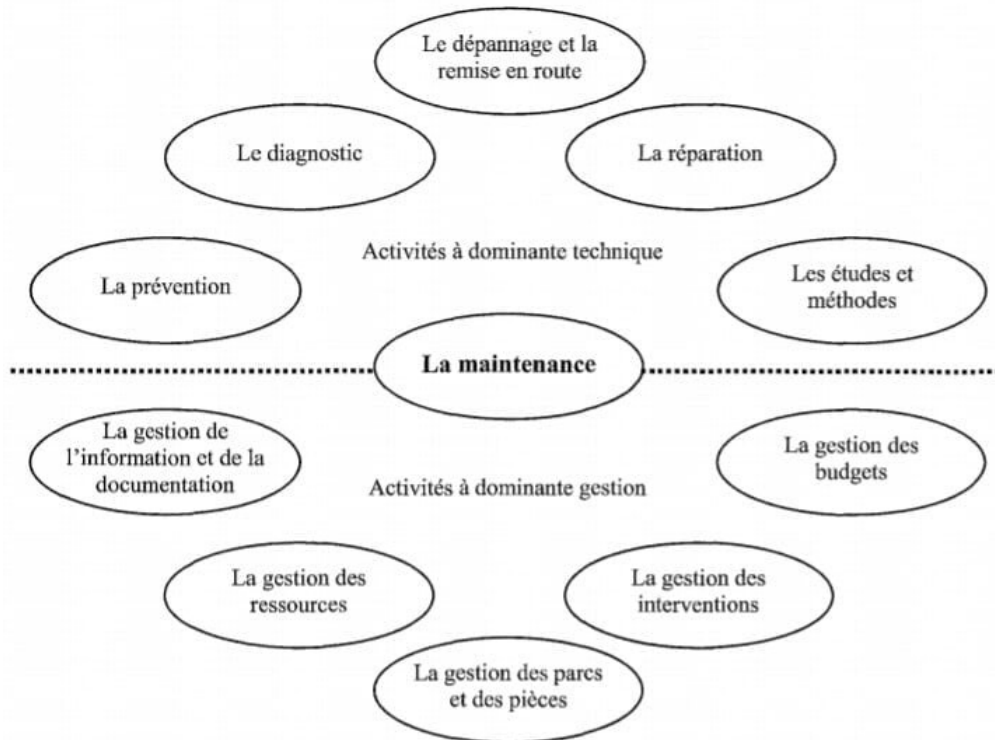 Le dépannage et la
remise en route
Le diagnostic
La réparation
Activités à dominante technique
La prévention
Les études et
méthodes
La maintenance
La gestion de
l'information et de la
documentation
La gestion des
budgets
Activités à dominante gestion
La gestion des
ressources
La gestion des
interventions
La gestion des parcs
et des pièces